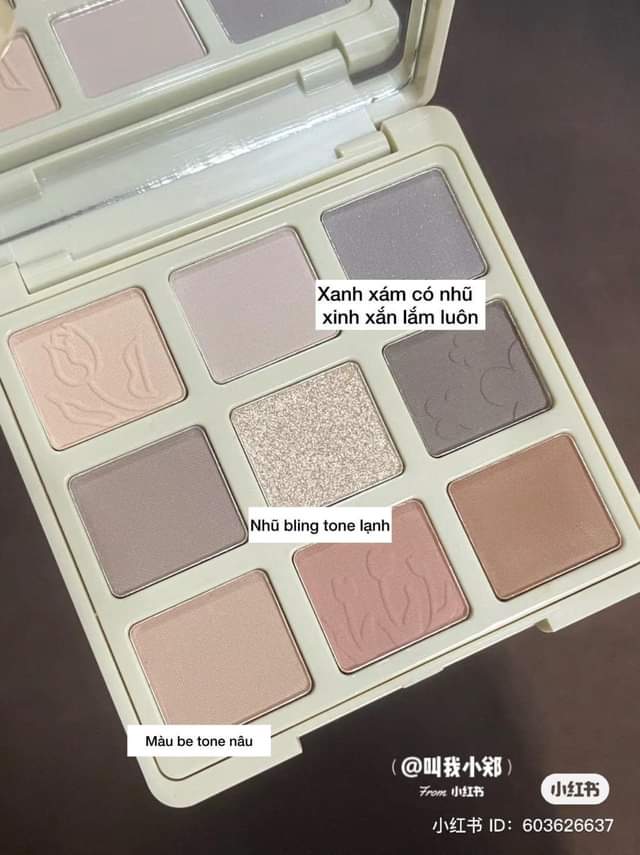 Xanh xám có nhũ
xinh xắn lắm luôn
Nhũ bling tone lạnh
Màu be tone nâu
(@叫我小郑)
From 小红书
小红书
小红书 ID: 603626637